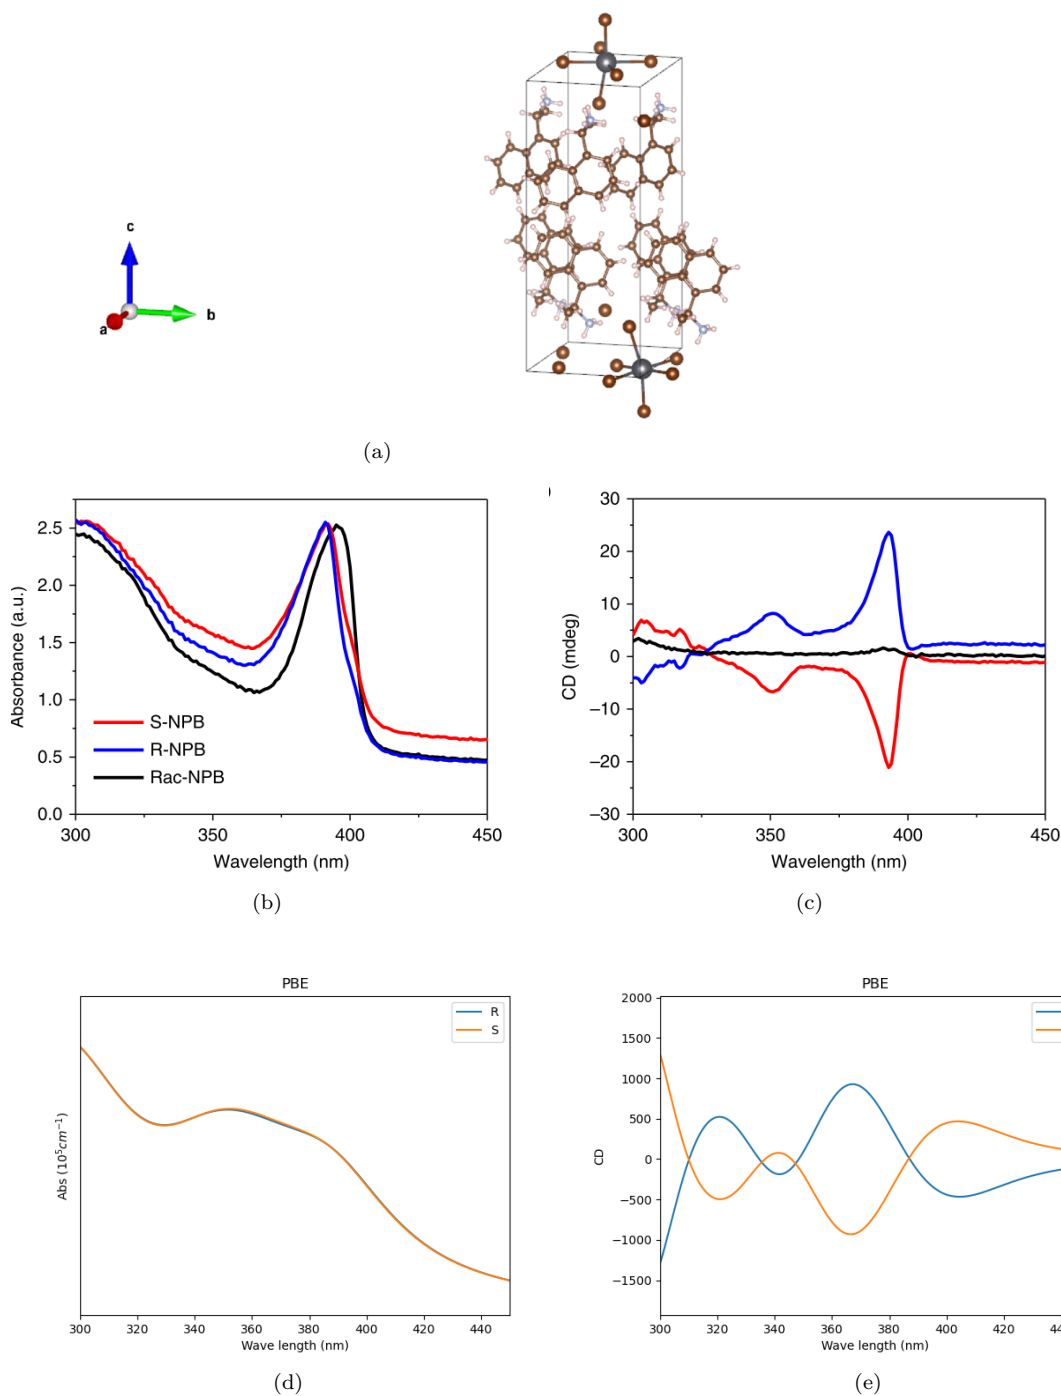 c
b
a
(a)
2.5
2.0
1.5
1.0
0.5
0.0
Absorbance (a.u.)
S-NPB
R-NPB
Rac-NPB
300
350
400
450
Wavelength (nm)
(b)
30
20
10
0
−10
−20
−30
CD (mdeg)
300
350
400
450
Wavelength (nm)
(c)
PBE
R
S
Abs (10⁵cm⁻¹)
300
320
340
360
380
400
420
440
Wave length (nm)
(d)
PBE
2000
1500
1000
500
0
−500
−1000
−1500
CD
300
320
340
360
380
400
420
Wave length (nm)
(e)